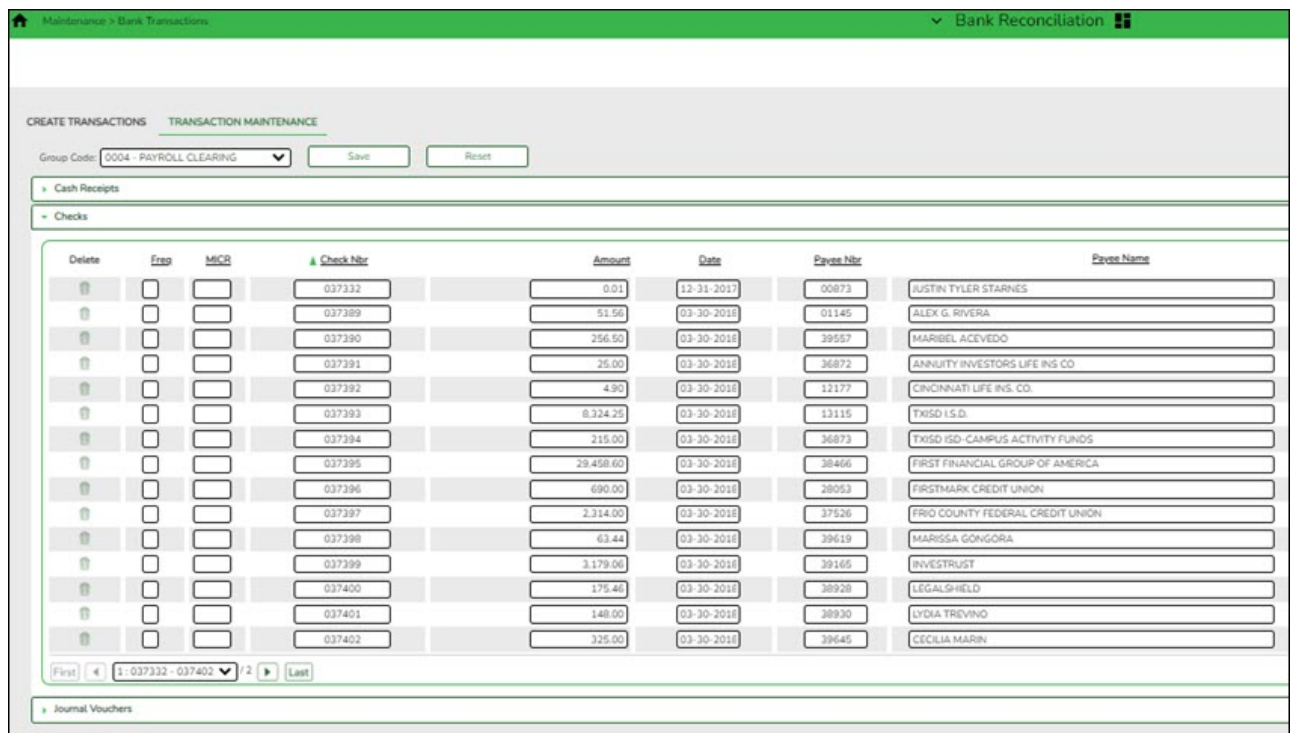 Maintenance > Bank Transactions Bank Reconciliation
CREATE TRANSACTIONS TRANSACTION MAINTENANCE
Group Code: 0004 - PAYROLL CLEARING Save Reset
Cash Receipts
Checks
Delete Freq MICR Check Nbr Amount Date Payee Nbr Payee Name
037332 0.01 12-31-2017 00873 JUSTIN TYLER STARNES
037389 51.56 03-30-2018 01145 ALEX G. RIVERA
037390 256.50 03-30-2018 39557 MARIBEL ACEVEDO
037391 25.00 03-30-2018 36872 ANNUITY INVESTORS LIFE INS CO
037392 4.90 03-30-2018 12177 CINCINNATI LIFE INS. CO.
037393 8,324.25 03-30-2018 13115 TXISD I.S.D.
037394 215.00 03-30-2018 36873 TXISD ISD-CAMPUS ACTIVITY FUNDS
037395 29,458.60 03-30-2018 38466 FIRST FINANCIAL GROUP OF AMERICA
037396 690.00 03-30-2018 28053 FIRSTMARK CREDIT UNION
037397 2,314.00 03-30-2018 37526 FRIO COUNTY FEDERAL CREDIT UNION
037398 63.44 03-30-2018 39619 MARISSA GONGORA
037399 3,179.06 03-30-2018 39165 INVESTRUST
037400 175.46 03-30-2018 38928 LEGALSHIELD
037401 148.00 03-30-2018 38930 LYDIA TREVINO
037402 325.00 03-30-2018 39645 CECILIA MARIN
First 1 : 037332 - 037402 / 2 Last
Journal Vouchers